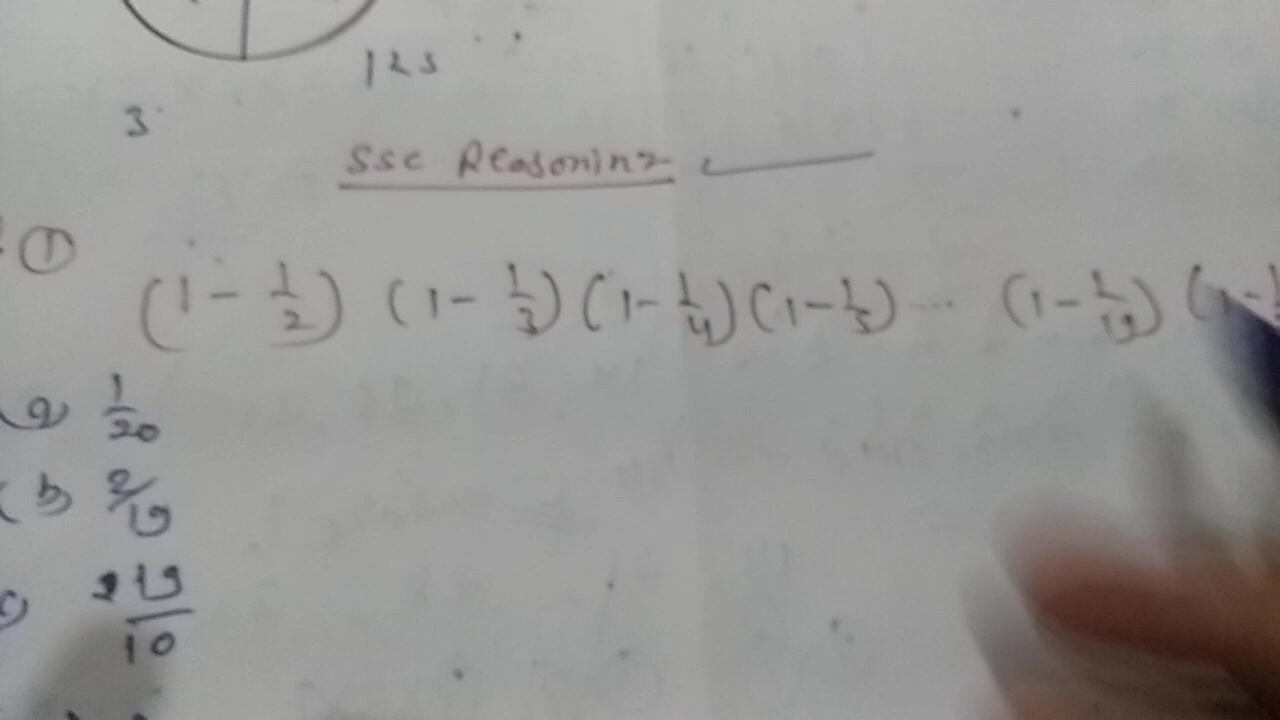 125
3
SSC Reasoning
① (1 - 1/2) (1 - 1/3) (1 - 1/4) (1 - 1/5) ... (1 - 1/19) (1 -
a) 1/20
(b) 2/19
c) 19/10